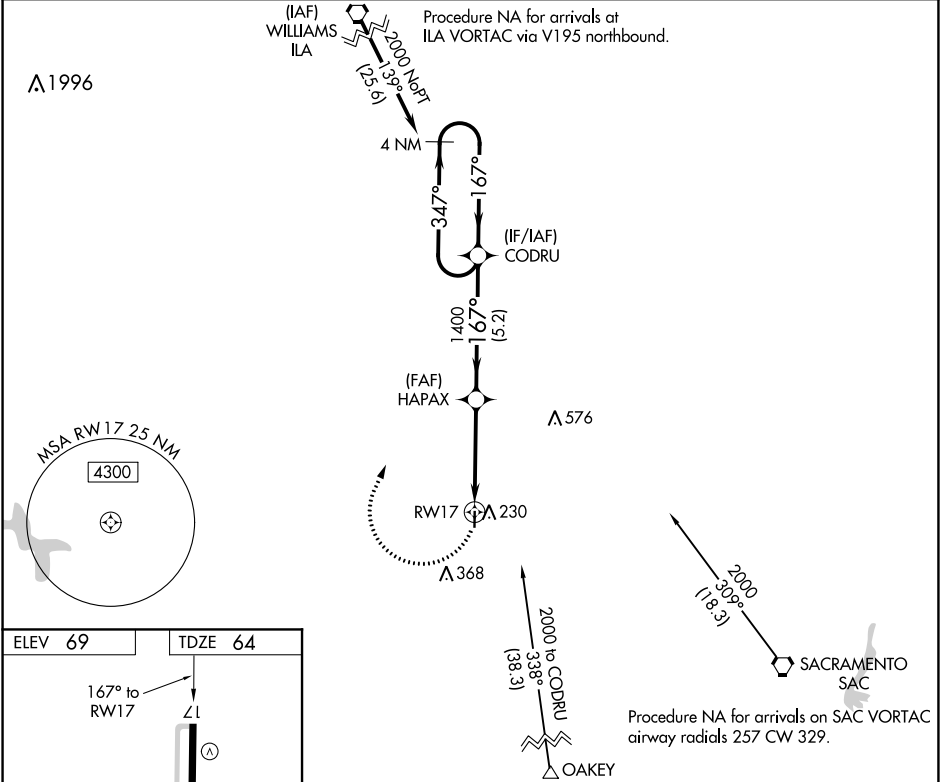 (IAF)
WILLIAMS
ILA
Procedure NA for arrivals at
ILA VORTAC via V195 northbound.
2000 NoPT
139°
(25.6)
1996
4 NM
347°
167°
(IF/IAF)
CODRU
1400
167°
(5.2)
(FAF)
HAPAX
576
MSA RW17 25 NM
4300
RW17
230
368
2000
309°
(18.3)
2000 to CODRU
338°
(38.3)
SACRAMENTO
SAC
Procedure NA for arrivals on SAC VORTAC
airway radials 257 CW 329.
OAKEY
ELEV 69
TDZE 64
167° to
RW17
17
V